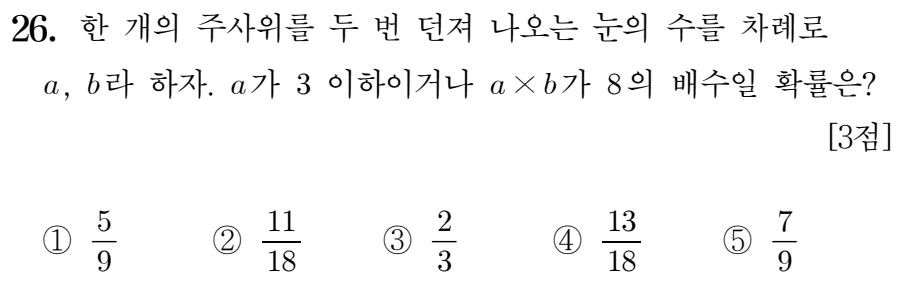 26. 한 개의 주사위를 두 번 던져 나오는 눈의 수를 차례로
a, b라 하자. a가 3 이하이거나 a×b가 8의 배수일 확률은?
[3점]
① 5/9 ② 11/18 ③ 2/3 ④ 13/18 ⑤ 7/9